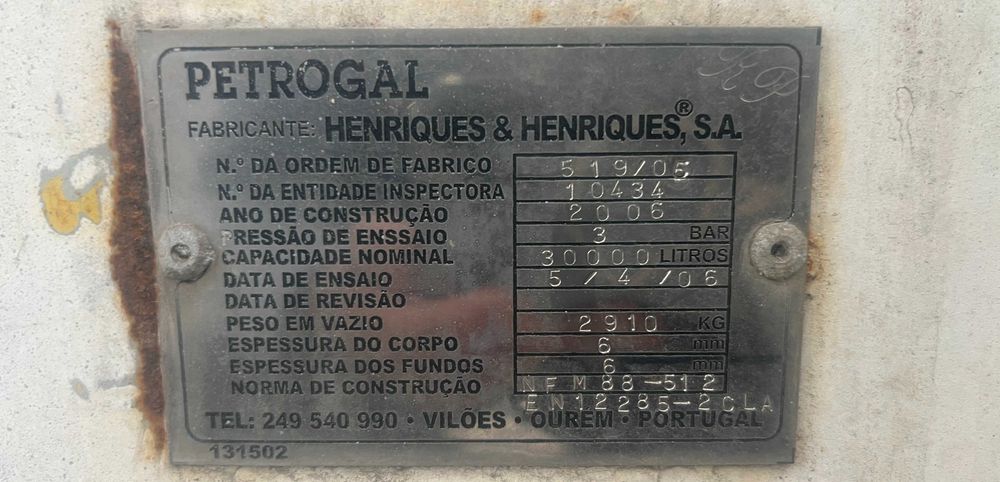 PETROGAL
FABRICANTE: HENRIQUES & HENRIQUES,® S.A.
N.º DA ORDEM DE FABRICO 519/05
N.º DA ENTIDADE INSPECTORA 10434
ANO DE CONSTRUÇÃO 2006
PRESSÃO DE ENSSAIO 3 BAR
CAPACIDADE NOMINAL 30000 LITROS
DATA DE ENSAIO 5/4/06
DATA DE REVISÃO
PESO EM VAZIO 2910 KG
ESPESSURA DO CORPO 6 mm
ESPESSURA DOS FUNDOS 6 mm
NORMA DE CONSTRUÇÃO NFM88-512
EN12285-2CLA
TEL: 249 540 990 · VILÕES · OURÉM · PORTUGAL
131502